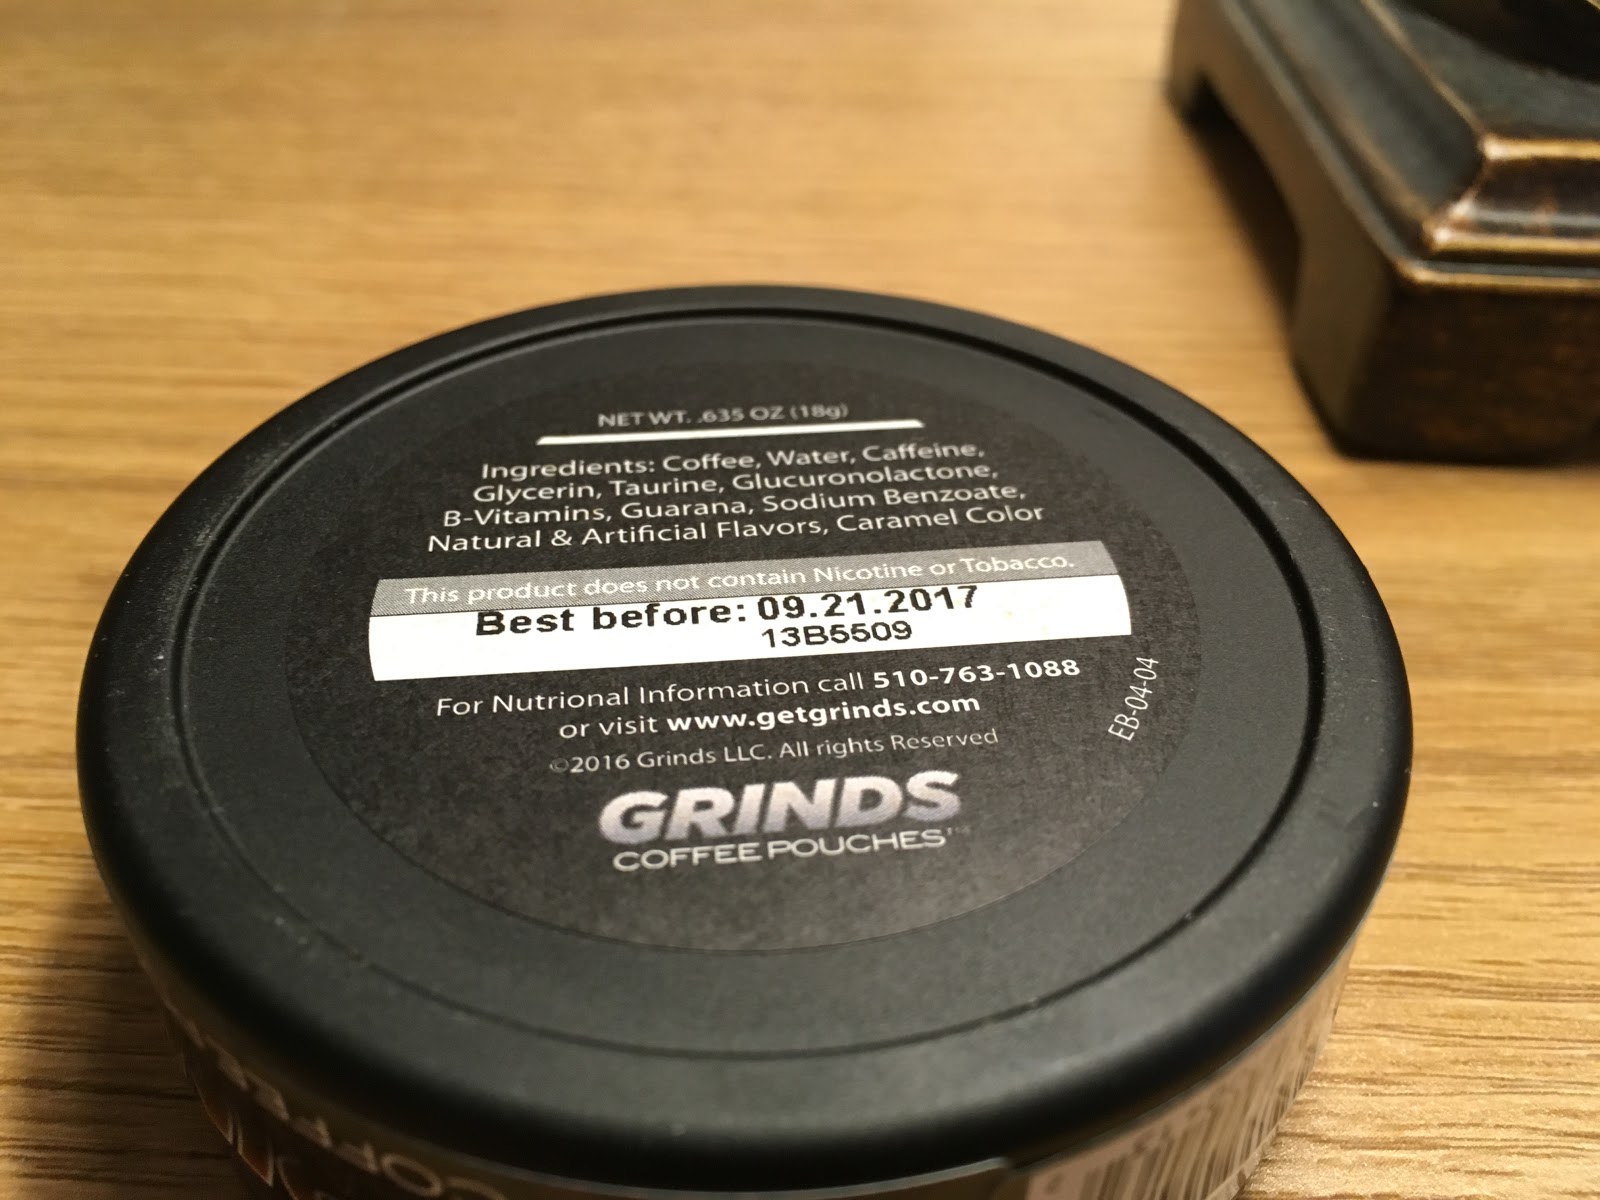 NET WT. .635 OZ (18g)
Ingredients: Coffee, Water, Caffeine,
Glycerin, Taurine, Glucuronolactone,
B-Vitamins, Guarana, Sodium Benzoate,
Natural & Artificial Flavors, Caramel Color
This product does not contain Nicotine or Tobacco.
Best before: 09.21.2017
13B5509
For Nutrional Information call 510-763-1088
or visit www.getgrinds.com
©2016 Grinds LLC. All rights Reserved
EB-04-04
GRINDS
COFFEE POUCHES™